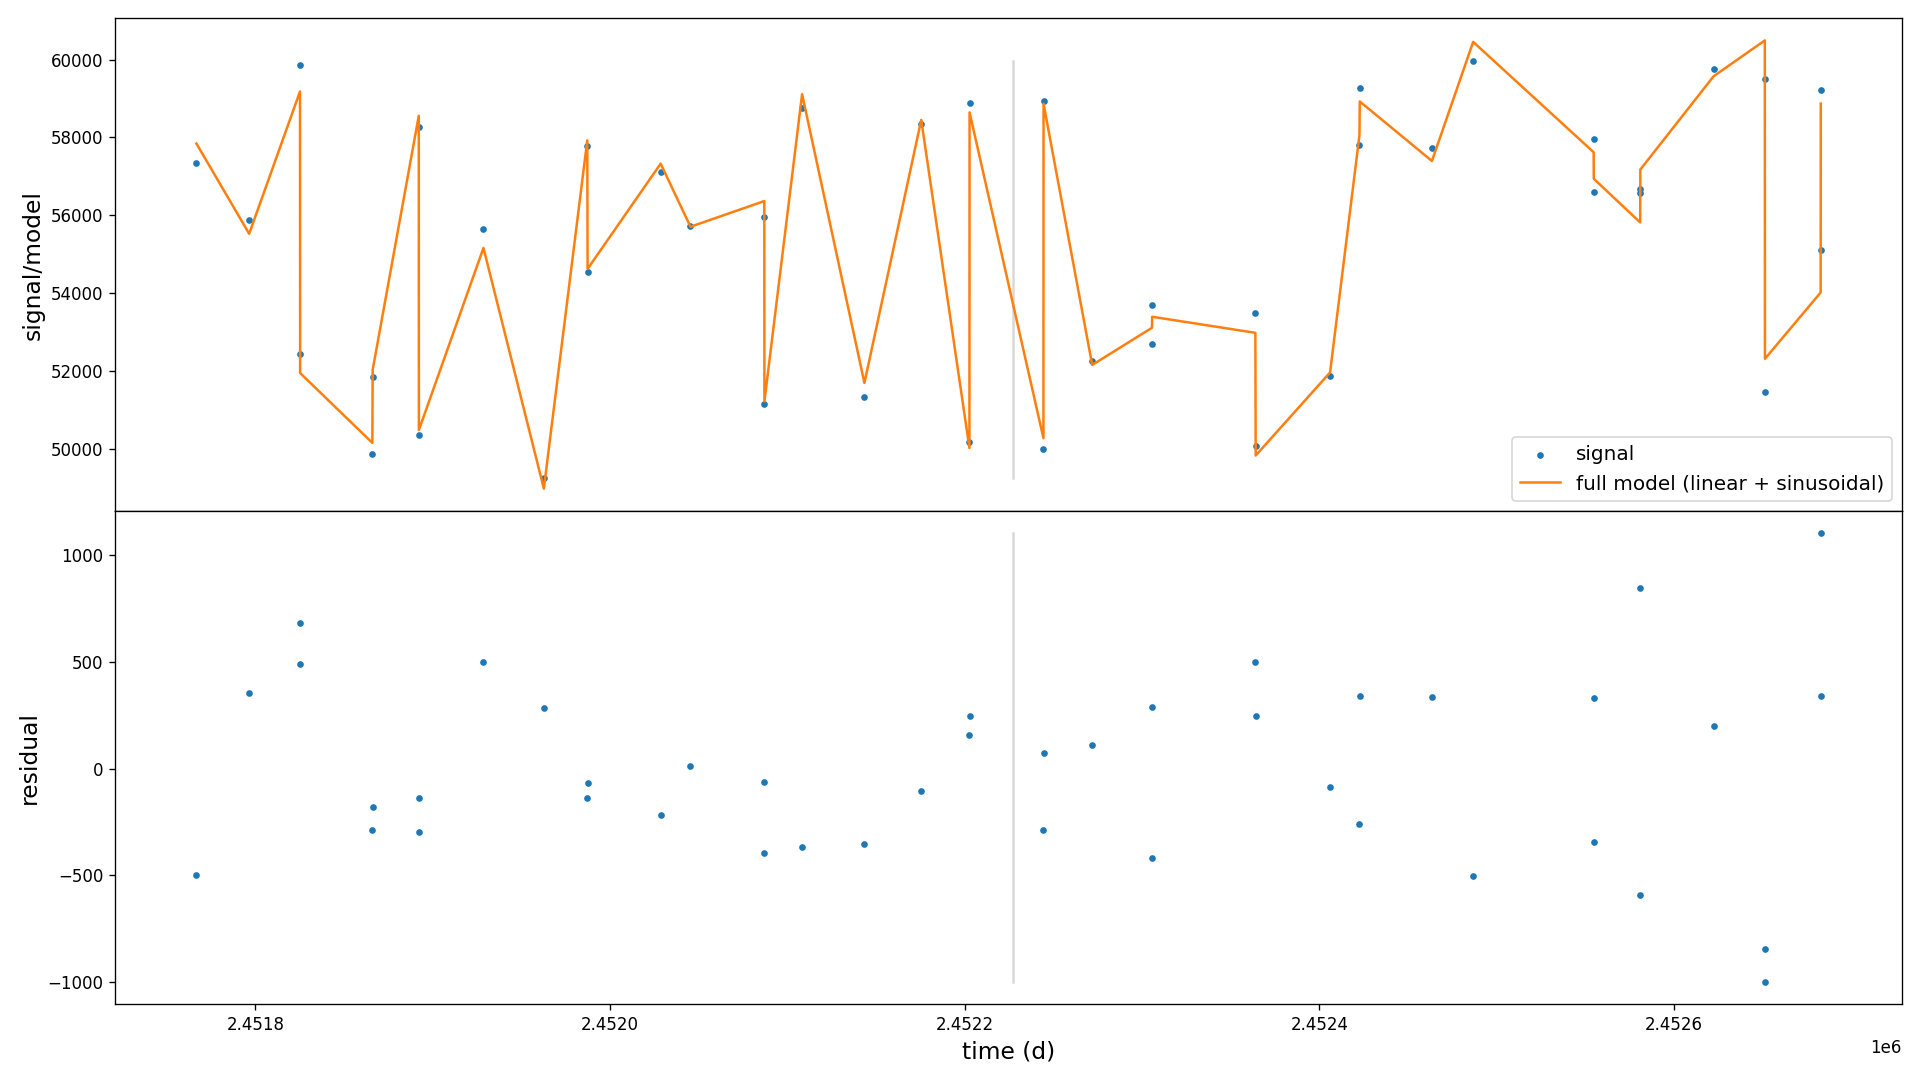 60000
58000
56000
54000
52000
50000
signal/model
signal
full model (linear + sinusoidal)
1000
500
0
−500
−1000
residual
2.4518
2.4520
2.4522
2.4524
2.4526
1e6
time (d)